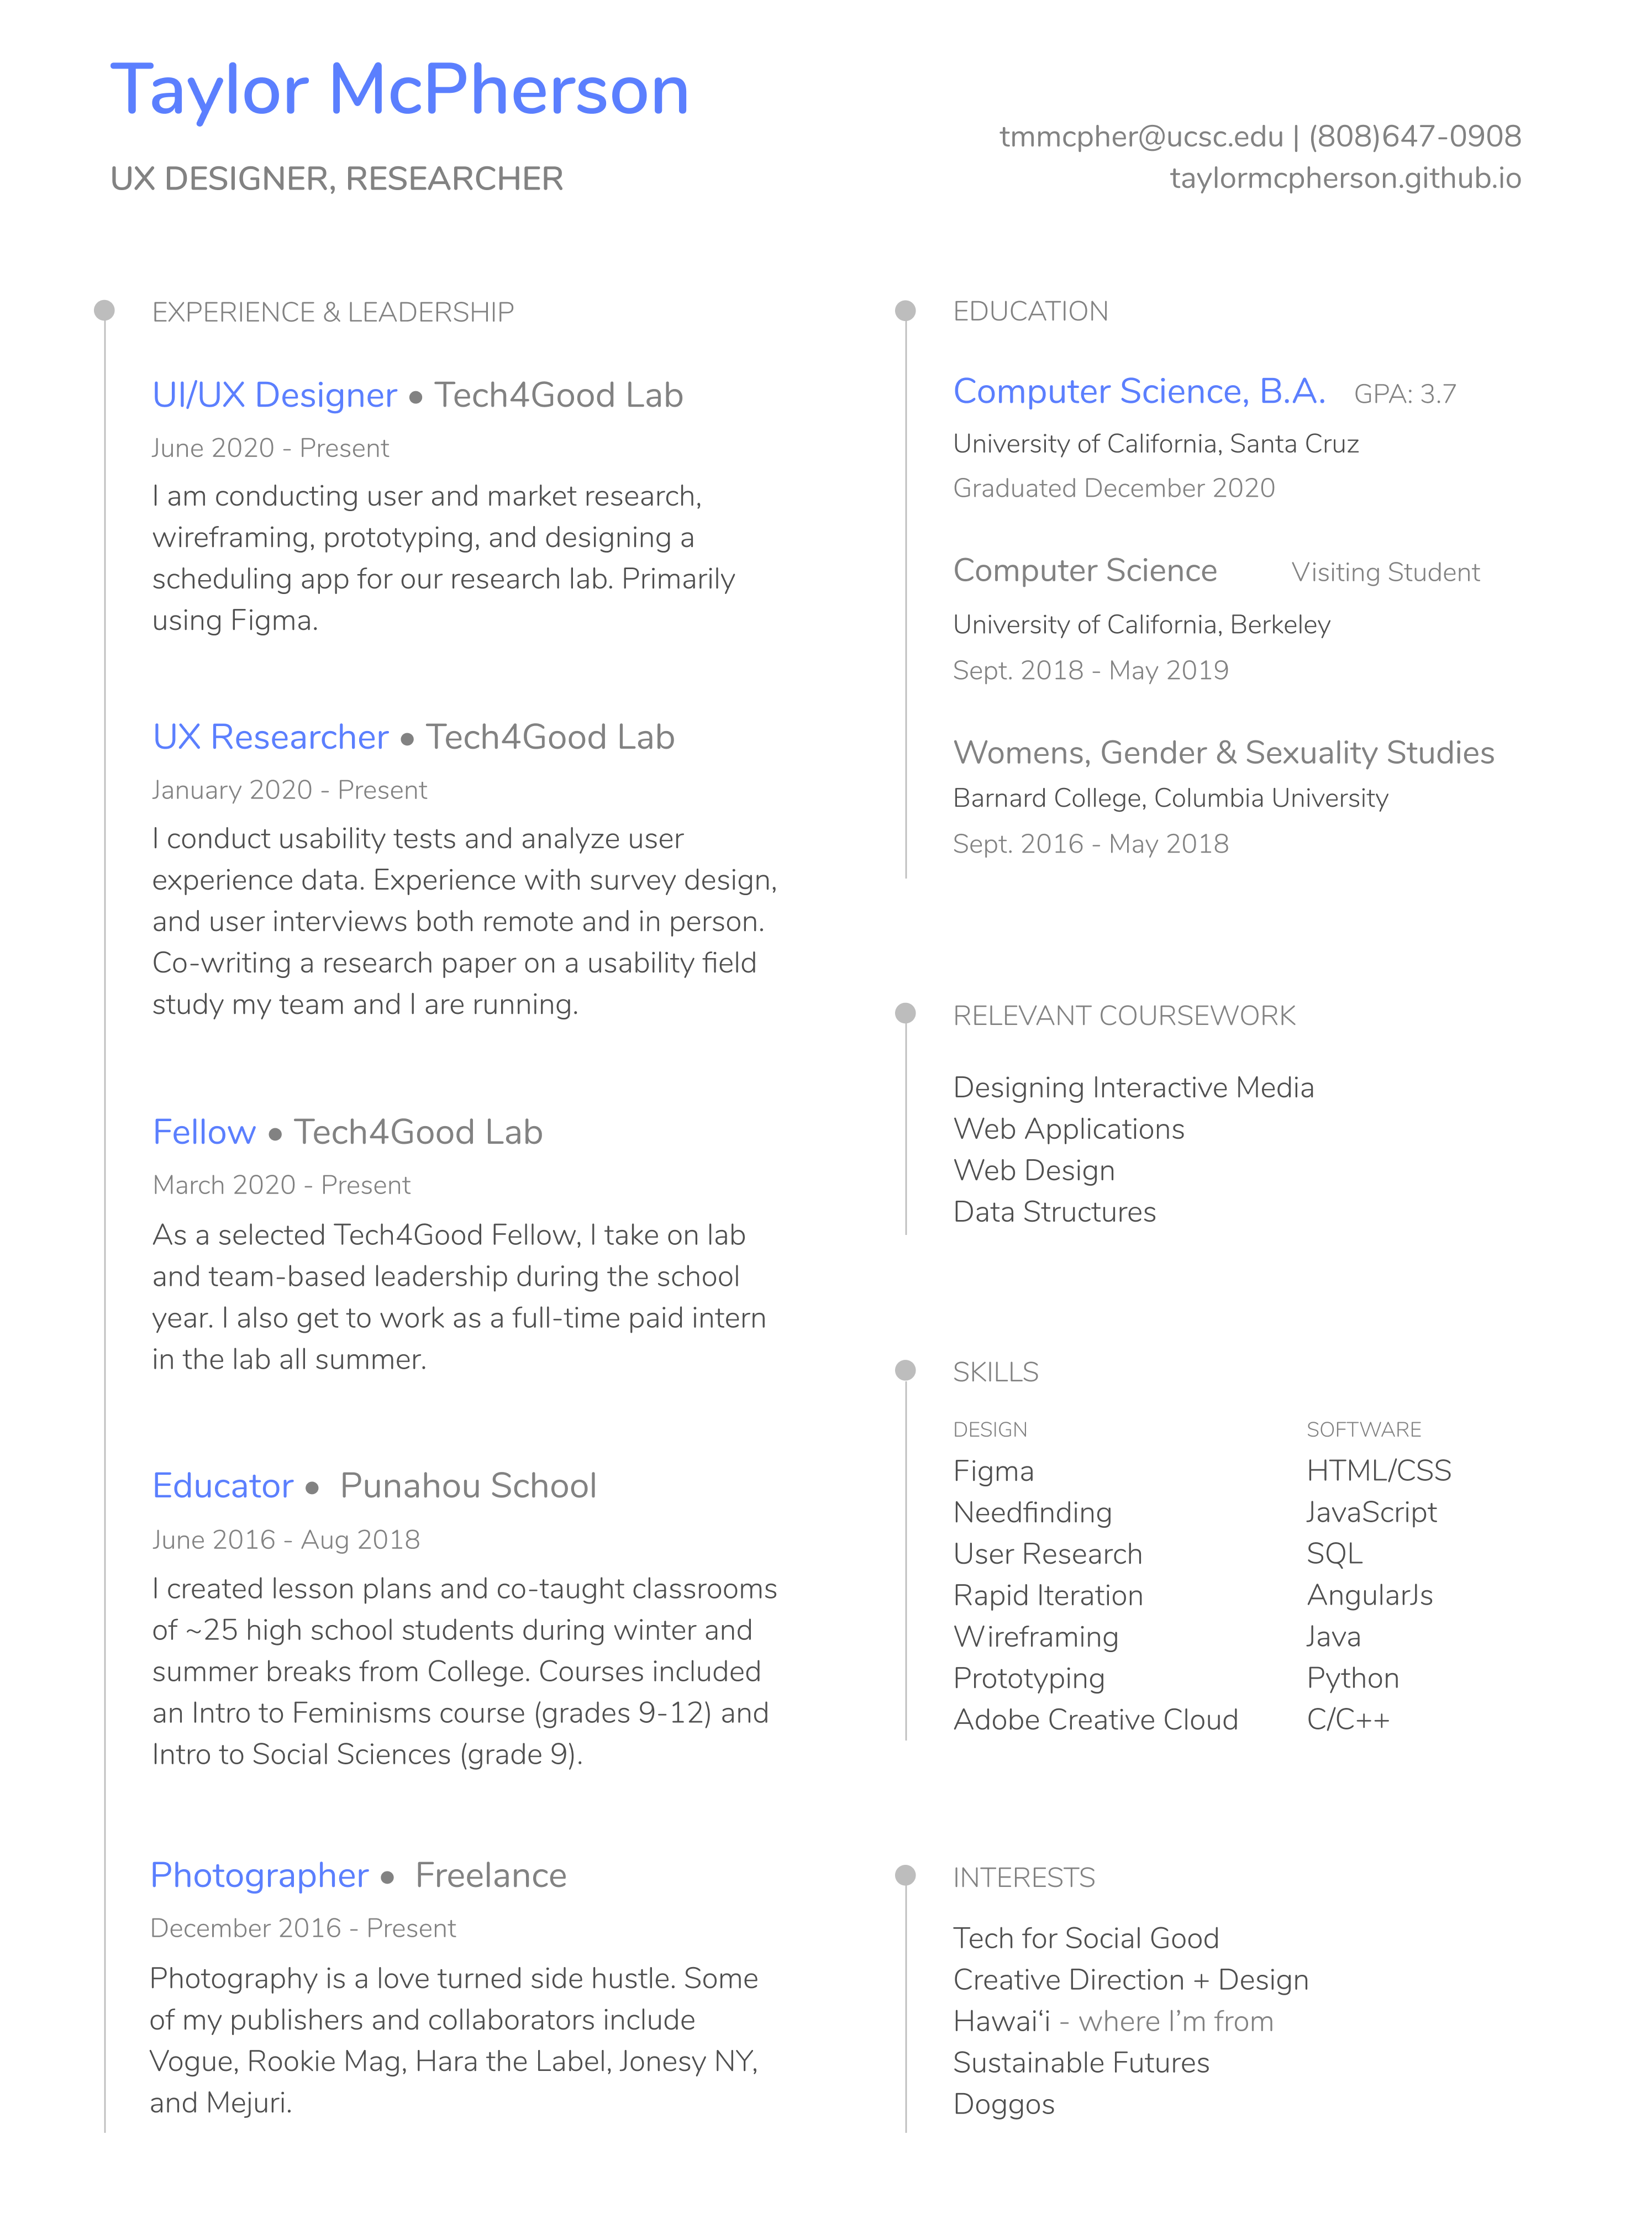 Taylor McPherson
UX DESIGNER, RESEARCHER
tmmcpher@ucsc.edu | (808)647-0908
taylormcpherson.github.io
EXPERIENCE & LEADERSHIP
UI/UX Designer • Tech4Good Lab
June 2020 - Present
I am conducting user and market research,
wireframing, prototyping, and designing a
scheduling app for our research lab. Primarily
using Figma.
UX Researcher • Tech4Good Lab
January 2020 - Present
I conduct usability tests and analyze user
experience data. Experience with survey design,
and user interviews both remote and in person.
Co-writing a research paper on a usability field
study my team and I are running.
Fellow • Tech4Good Lab
March 2020 - Present
As a selected Tech4Good Fellow, I take on lab
and team-based leadership during the school
year. I also get to work as a full-time paid intern
in the lab all summer.
Educator • Punahou School
June 2016 - Aug 2018
I created lesson plans and co-taught classrooms
of ~25 high school students during winter and
summer breaks from College. Courses included
an Intro to Feminisms course (grades 9-12) and
Intro to Social Sciences (grade 9).
Photographer • Freelance
December 2016 - Present
Photography is a love turned side hustle. Some
of my publishers and collaborators include
Vogue, Rookie Mag, Hara the Label, Jonesy NY,
and Mejuri.
EDUCATION
Computer Science, B.A. GPA: 3.7
University of California, Santa Cruz
Graduated December 2020
Computer Science Visiting Student
University of California, Berkeley
Sept. 2018 - May 2019
Womens, Gender & Sexuality Studies
Barnard College, Columbia University
Sept. 2016 - May 2018
RELEVANT COURSEWORK
Designing Interactive Media
Web Applications
Web Design
Data Structures
SKILLS
DESIGN
Figma
Needfinding
User Research
Rapid Iteration
Wireframing
Prototyping
Adobe Creative Cloud
SOFTWARE
HTML/CSS
JavaScript
SQL
AngularJs
Java
Python
C/C++
INTERESTS
Tech for Social Good
Creative Direction + Design
Hawai‘i - where I’m from
Sustainable Futures
Doggos